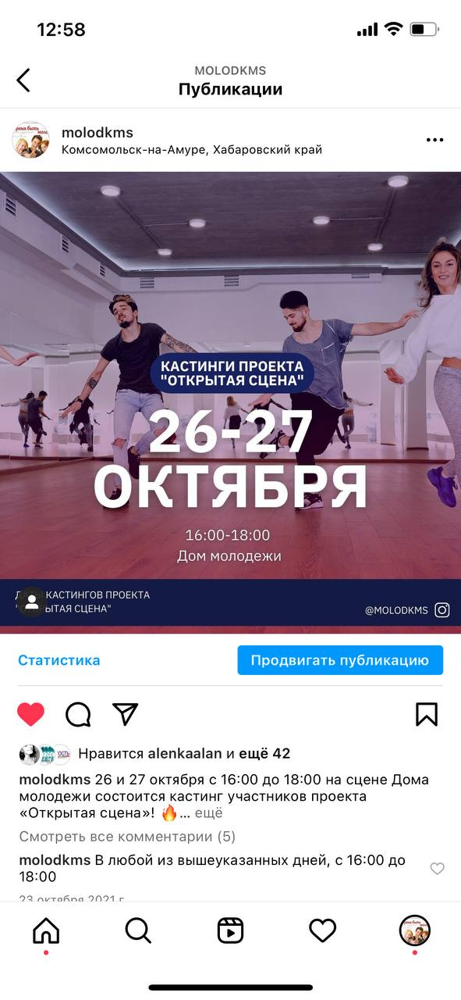 12:58
MOLODKMS
Публикации
molodkms
Комсомольск-на-Амуре, Хабаровский край
КАСТИНГИ ПРОЕКТА
"ОТКРЫТАЯ СЦЕНА"
26-27
ОКТЯБРЯ
16:00-18:00
Дом молодежи
КАСТИНГОВ ПРОЕКТА
СЦЕНА"
@MOLODKMS
Статистика
Продвигать публикацию
Нравится alenkaalan и ещё 42
molodkms 26 и 27 октября с 16:00 до 18:00 на сцене Дома
молодежи состоится кастинг участников проекта
«Открытая сцена»! 🔥... ещё
Смотреть все комментарии (5)
molodkms В любой из вышеуказанных дней, с 16:00 до
18:00
23 октября 2021 г.